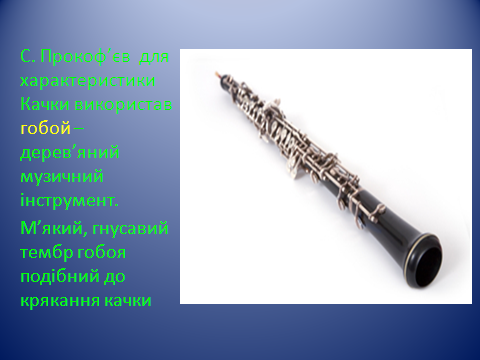 С. Прокоф’єв для
характеристики
Качки використав
гобой –
дерев’яний
музичний
інструмент.
М’який, гнусавий
тембр гобоя
подібний до
крякання качки